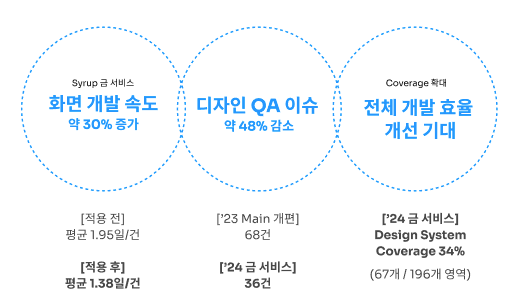 Syrup 금 서비스
화면 개발 속도
약 30% 증가
디자인 QA 이슈
약 48% 감소
Coverage 확대
전체 개발 효율
개선 기대
[적용 전]
평균 1.95일/건
[적용 후]
평균 1.38일/건
['23 Main 개편]
68건
['24 금 서비스]
36건
['24 금 서비스]
Design System
Coverage 34%
(67개 / 196개 영역)